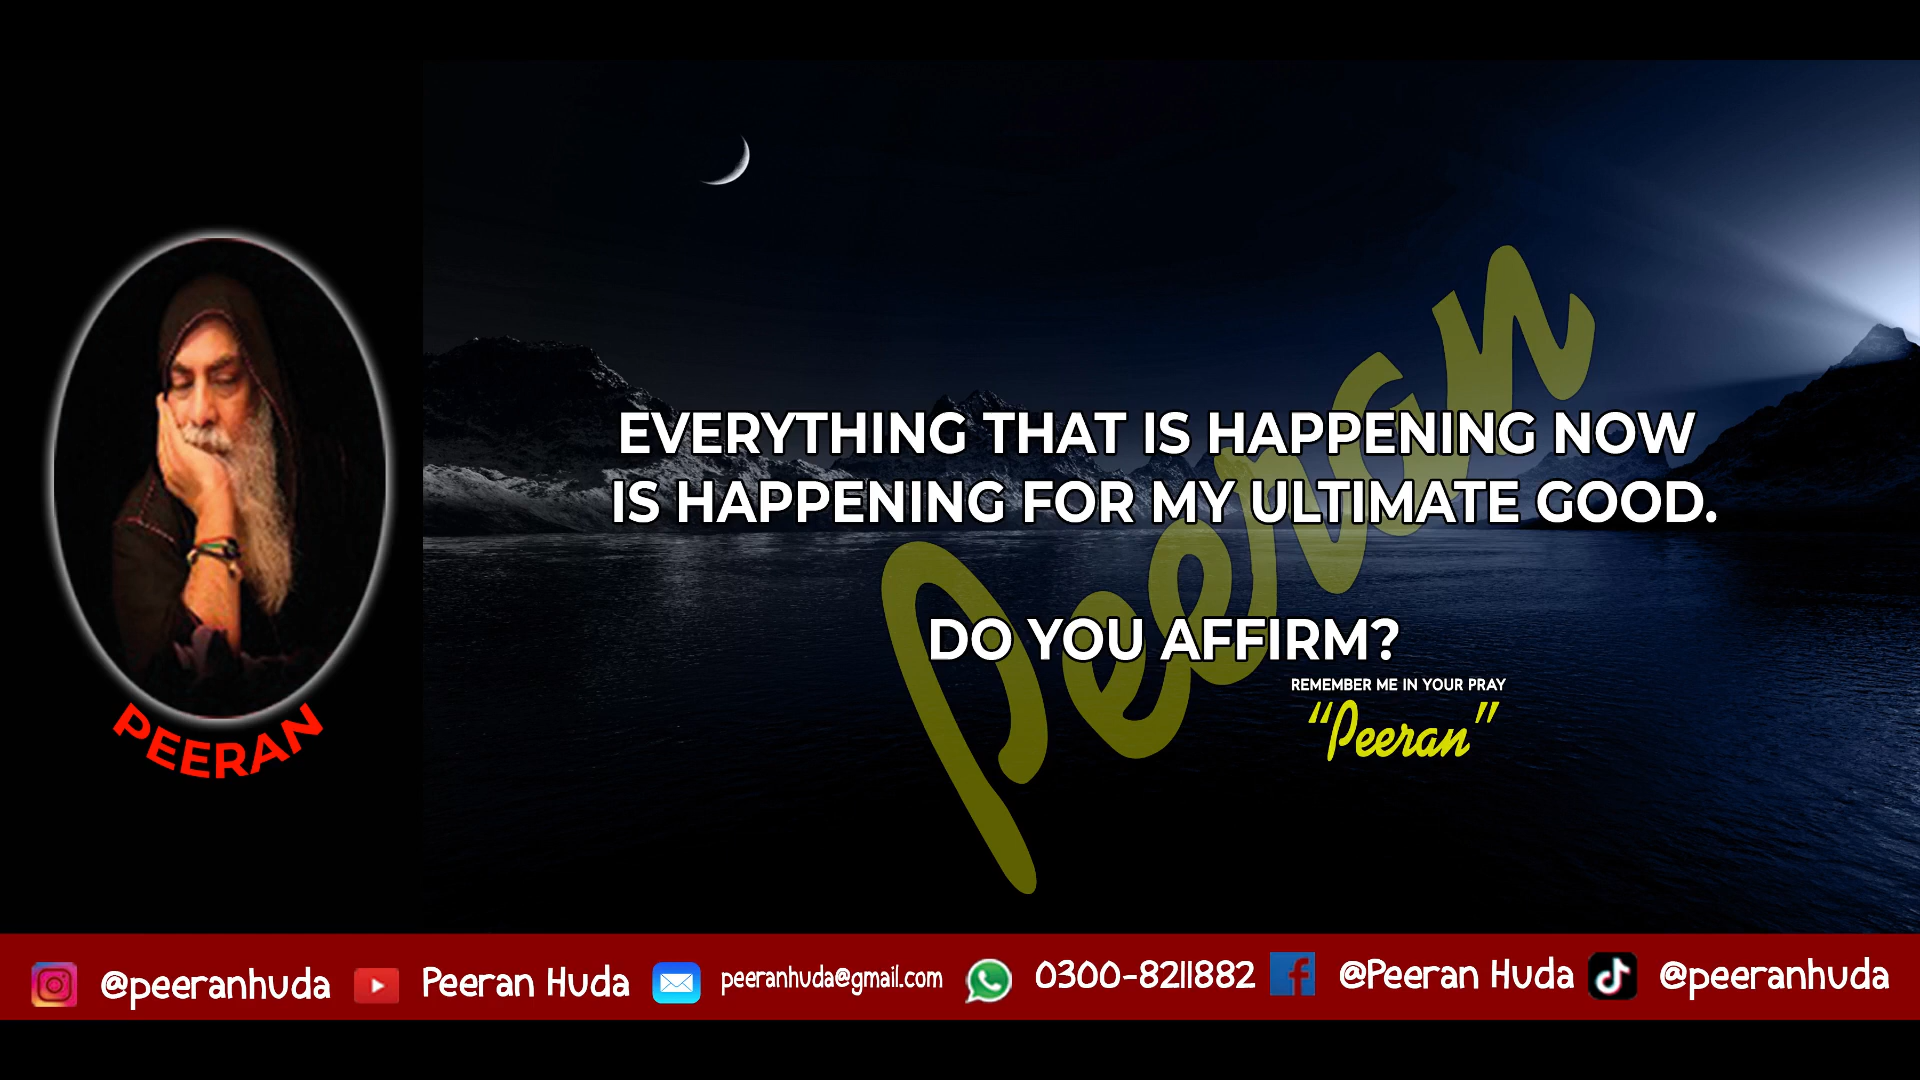 Peeran
EVERYTHING THAT IS HAPPENING NOW
IS HAPPENING FOR MY ULTIMATE GOOD.
DO YOU AFFIRM?
REMEMBER ME IN YOUR PRAY
“Peeran”
PEERAN
@peeranhuda
Peeran Huda
peeranhuda@gmail.com
0300-8211882
@Peeran Huda
@peeranhuda